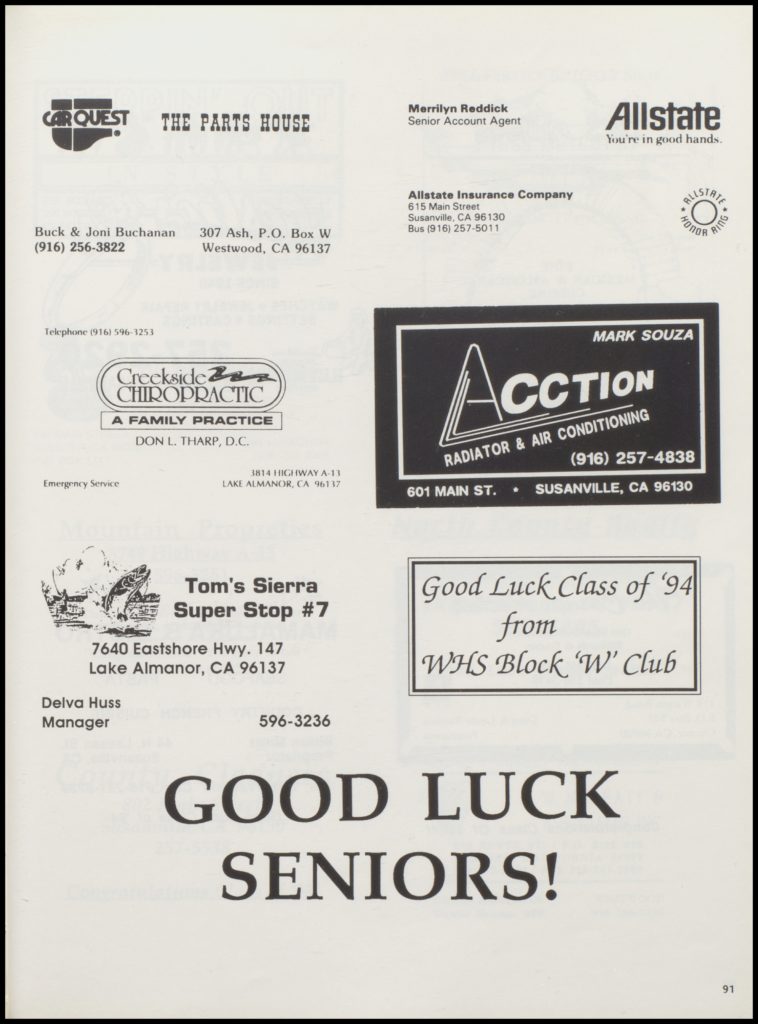 CARQUEST THE PARTS HOUSE
Buck & Joni Buchanan
(916) 256-3822
307 Ash, P.O. Box W
Westwood, CA 96137
Merrilyn Reddick
Senior Account Agent
Allstate
You're in good hands.
Allstate Insurance Company
615 Main Street
Susanville, CA 96130
Bus (916) 257-5011
ALLSTATE
HONOR RING
Telephone (916) 596-3253
Creekside
CHIROPRACTIC
A FAMILY PRACTICE
DON L. THARP, D.C.
Emergency Service
3814 HIGHWAY A-13
LAKE ALMANOR, CA 96137
MARK SOUZA
ACCTION
RADIATOR & AIR CONDITIONING
(916) 257-4838
601 MAIN ST. * SUSANVILLE, CA 96130
Tom's Sierra
Super Stop #7
7640 Eastshore Hwy. 147
Lake Almanor, CA 96137
Delva Huss
Manager 596-3236
Good Luck Class of '94
from
WHS Block 'W' Club
GOOD LUCK
SENIORS!
91